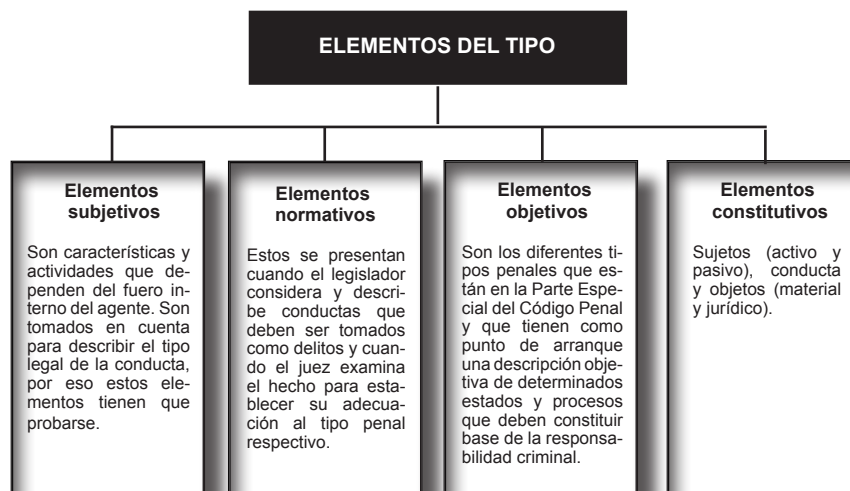 ELEMENTOS DEL TIPO
Elementos
subjetivos
Son características y
actividades que de-
penden del fuero in-
terno del agente. Son
tomados en cuenta
para describir el tipo
legal de la conducta,
por eso estos ele-
mentos tienen que
probarse.
Elementos
normativos
Estos se presentan
cuando el legislador
considera y descri-
be conductas que
deben ser tomados
como delitos y cuan-
do el juez examina
el hecho para esta-
blecer su adecua-
ción al tipo penal
respectivo.
Elementos
objetivos
Son los diferentes ti-
pos penales que es-
tán en la Parte Espe-
cial del Código Penal
y que tienen como
punto de arranque
una descripción obje-
tiva de determinados
estados y procesos
que deben constituir
base de la responsa-
bilidad criminal.
Elementos
constitutivos
Sujetos (activo y
pasivo), conducta
y objetos (material
y jurídico).